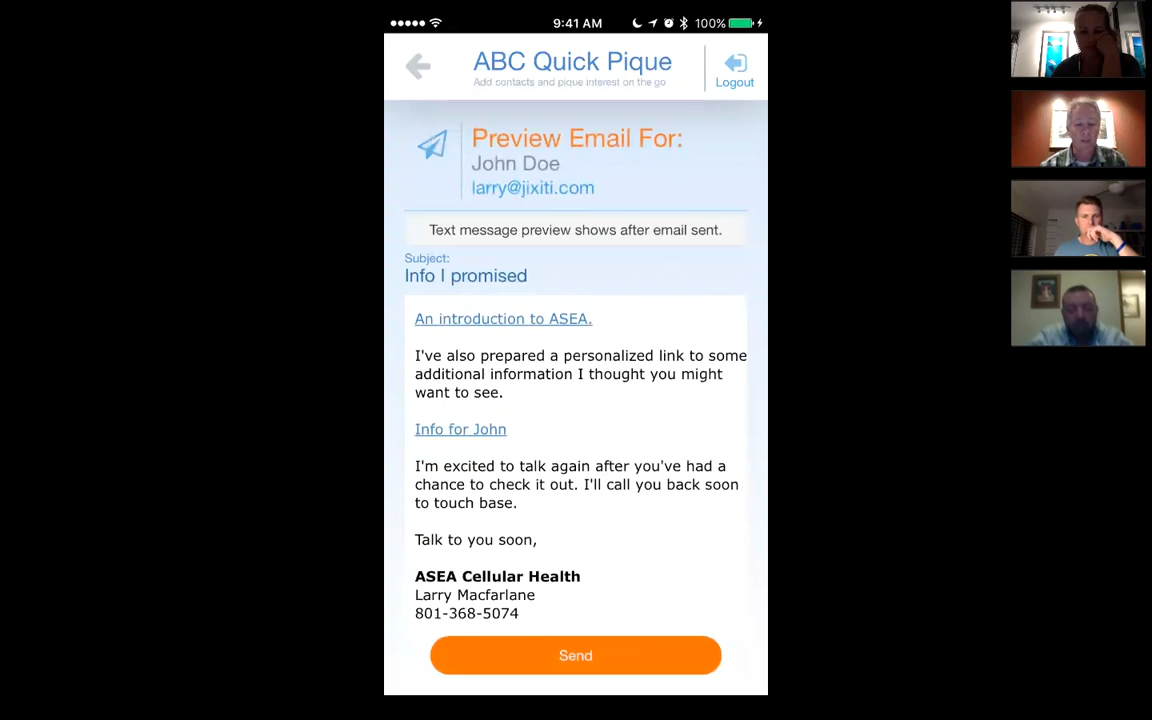 9:41 AM
100%
ABC Quick Pique
Add contacts and pique interest on the go
Logout
Preview Email For:
John Doe
larry@jixiti.com
Text message preview shows after email sent.
Subject:
Info I promised
An introduction to ASEA.
I've also prepared a personalized link to some
additional information I thought you might
want to see.
Info for John
I'm excited to talk again after you've had a
chance to check it out. I'll call you back soon
to touch base.
Talk to you soon,
ASEA Cellular Health
Larry Macfarlane
801-368-5074
Send